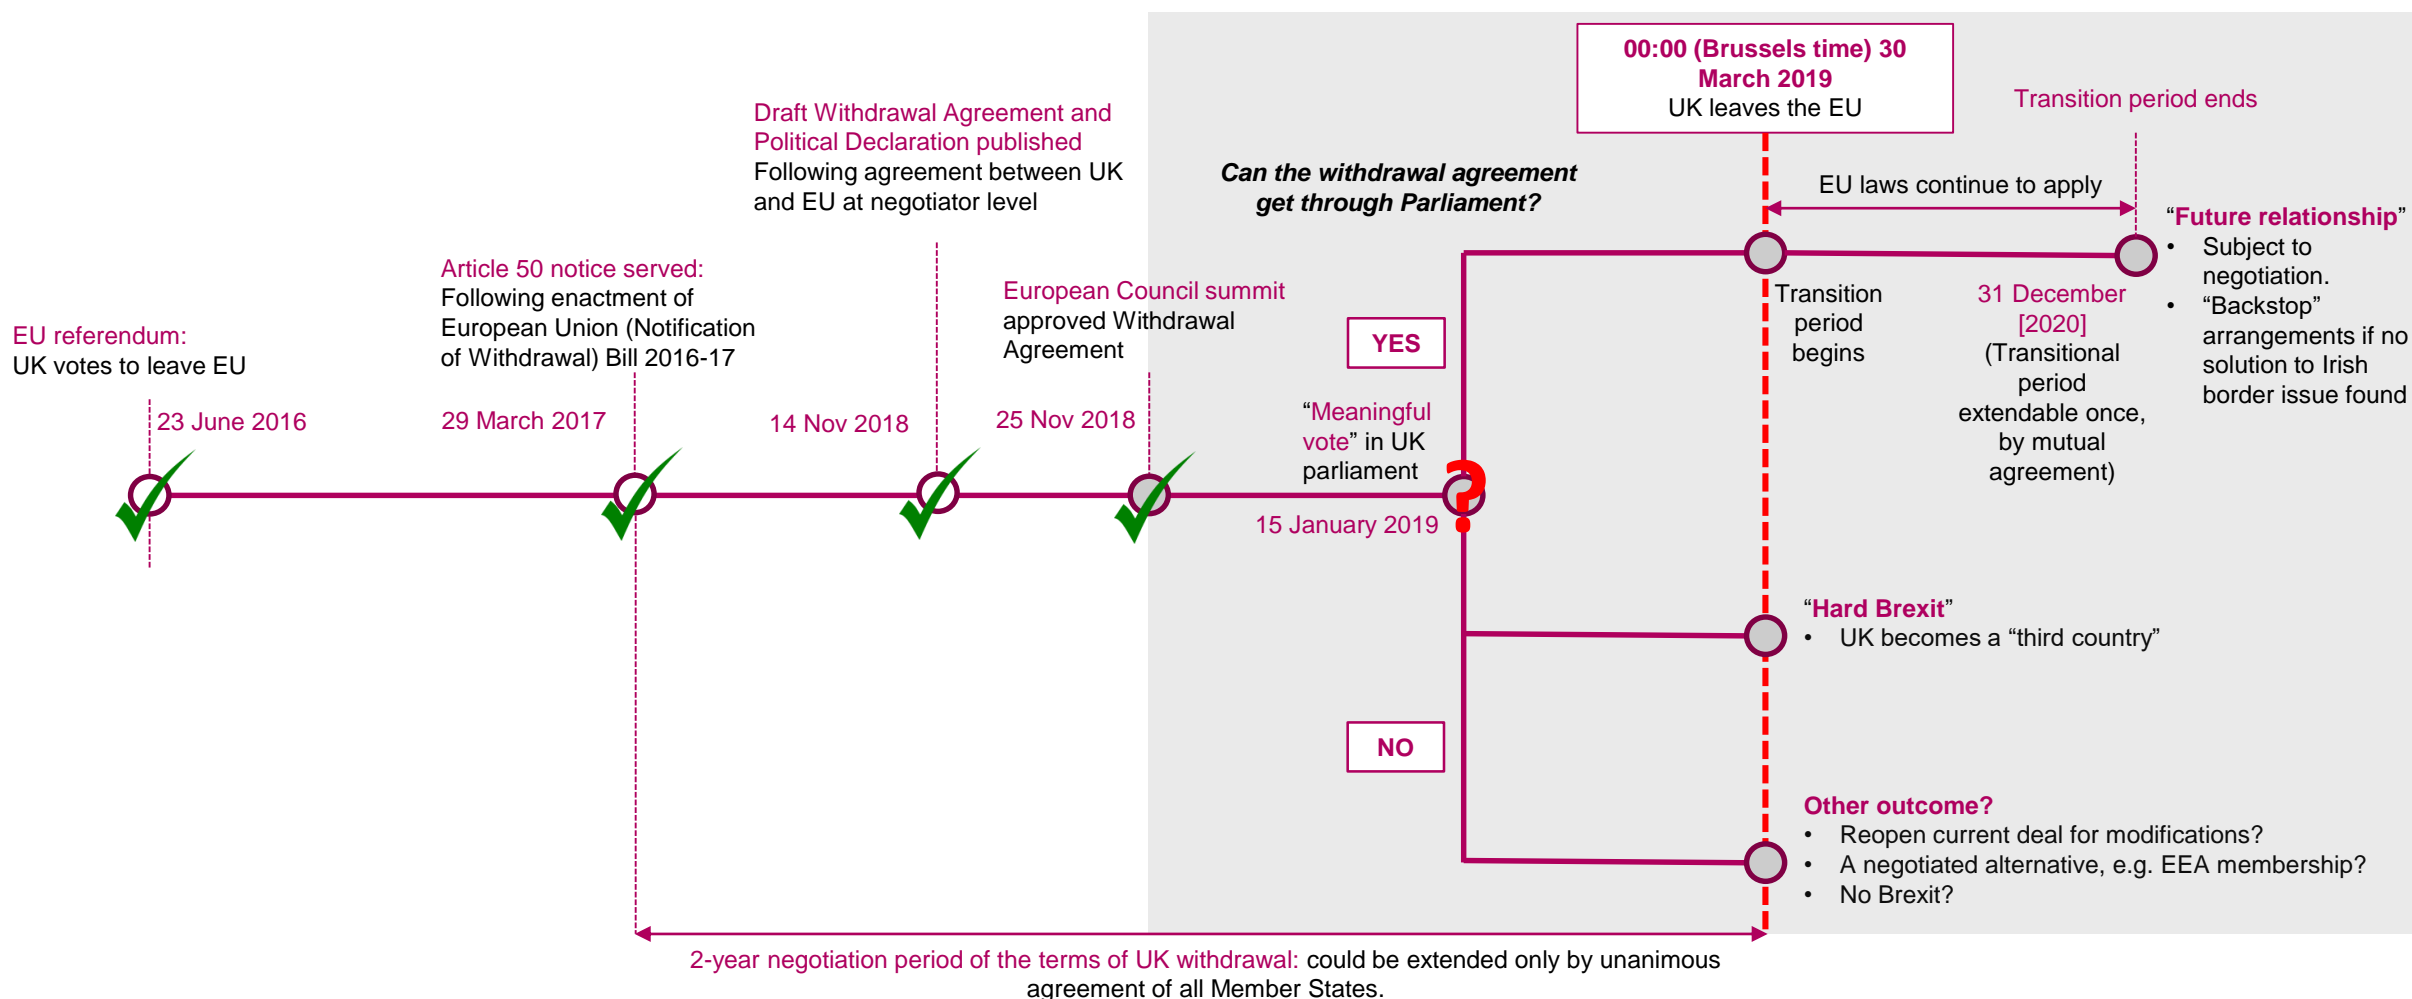 EU referendum:
UK votes to leave EU
23 June 2016
Article 50 notice served:
Following enactment of
European Union (Notification
of Withdrawal) Bill 2016-17
29 March 2017
Draft Withdrawal Agreement and
Political Declaration published
Following agreement between UK
and EU at negotiator level
14 Nov 2018
European Council summit
approved Withdrawal
Agreement
25 Nov 2018
Can the withdrawal agreement
get through Parliament?
“Meaningful
vote” in UK
parliament
?
15 January 2019
YES
NO
00:00 (Brussels time) 30
March 2019
UK leaves the EU
Transition period ends
EU laws continue to apply
Transition
period
begins
31 December
[2020]
(Transitional
period
extendable once,
by mutual
agreement)
“Future relationship”
• Subject to
negotiation.
• “Backstop”
arrangements if no
solution to Irish
border issue found
“Hard Brexit”
• UK becomes a “third country”
Other outcome?
• Reopen current deal for modifications?
• A negotiated alternative, e.g. EEA membership?
• No Brexit?
2-year negotiation period of the terms of UK withdrawal: could be extended only by unanimous
agreement of all Member States.